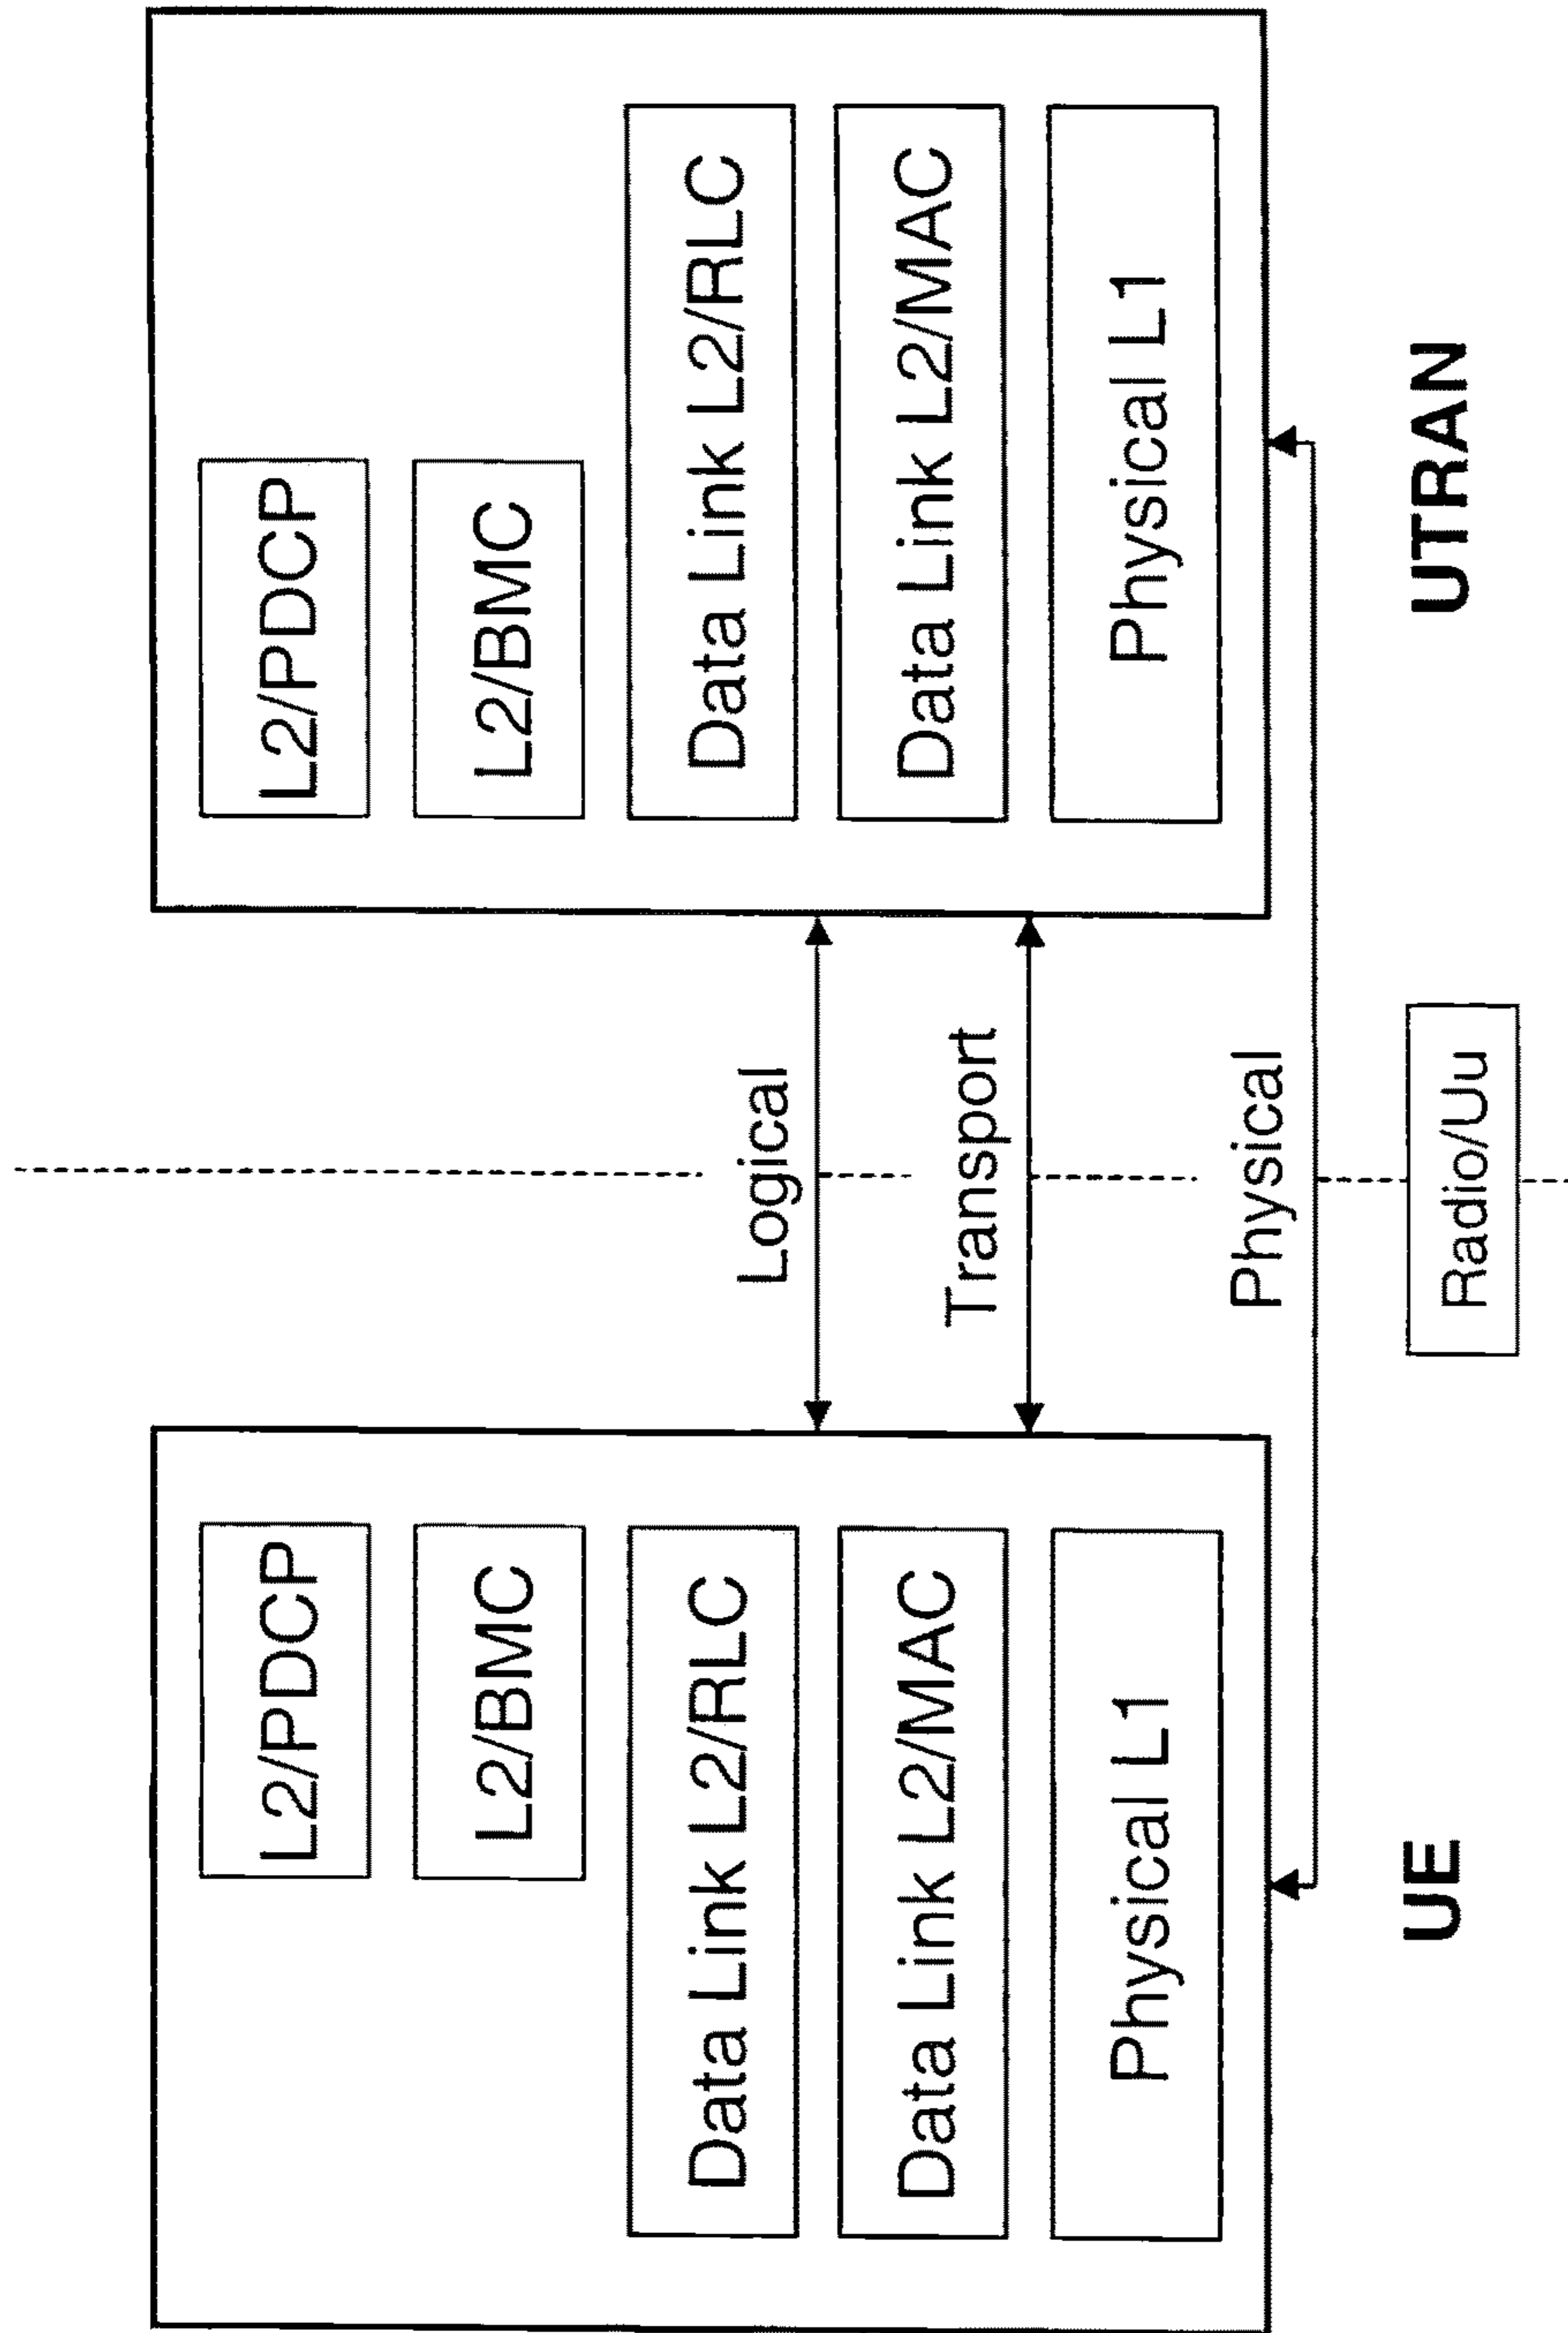 L2/PDCP
L2/BMC
Data Link L2/RLC
Data Link L2/MAC
Physical L1
UE
Logical
Transport
Physical
Radio/Uu
L2/PDCP
L2/BMC
Data Link L2/RLC
Data Link L2/MAC
Physical L1
UTRAN